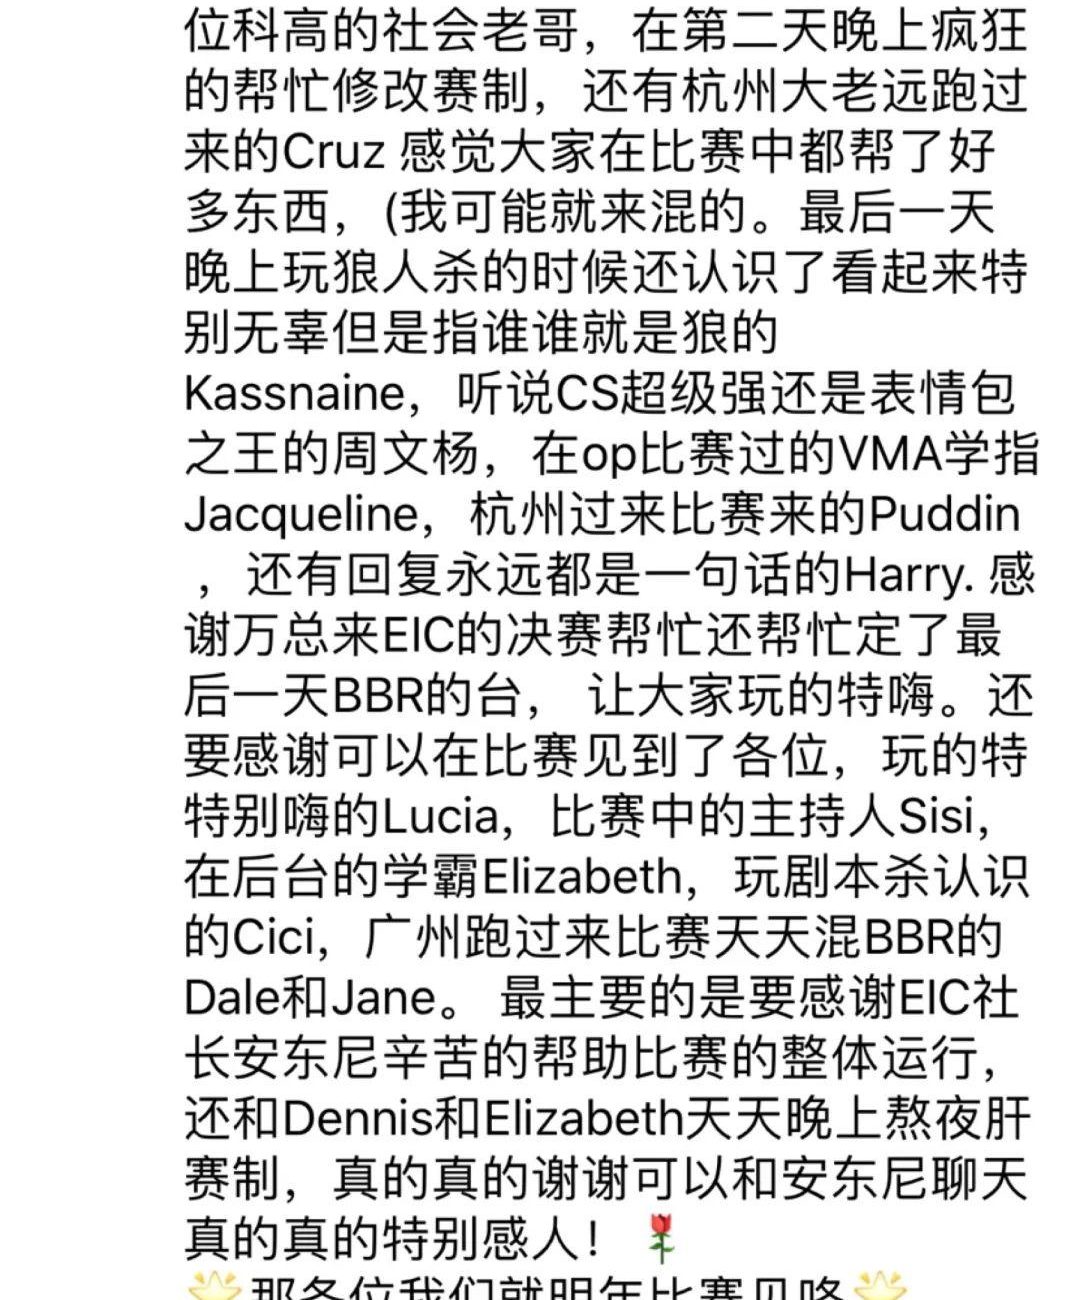 位科高的社会老哥，在第二天晚上疯狂
的帮忙修改赛制，还有杭州大老远跑过
来的Cruz 感觉大家在比赛中都帮了好
多东西，(我可能就来混的。最后一天
晚上玩狼人杀的时候还认识了看起来特
别无辜但是指谁谁就是狼的
Kassnaine，听说CS超级强还是表情包
之王的周文杨，在op比赛过的VMA学指
Jacqueline，杭州过来比赛来的Puddin
，还有回复永远都是一句话的Harry. 感
谢万总来EIC的决赛帮忙还帮忙定了最
后一天BBR的台， 让大家玩的特嗨。还
要感谢可以在比赛见到了各位，玩的特
特别嗨的Lucia，比赛中的主持人Sisi，
在后台的学霸Elizabeth，玩剧本杀认识
的Cici，广州跑过来比赛天天混BBR的
Dale和Jane。 最主要的是要感谢EIC社
长安东尼辛苦的帮助比赛的整体运行，
还和Dennis和Elizabeth天天晚上熬夜肝
赛制，真的真的谢谢可以和安东尼聊天
真的真的特别感人！🌹
🌟那各位我们就明年比赛见咯🌟